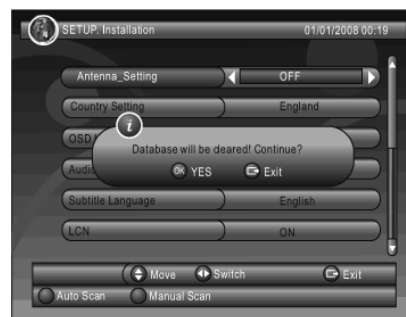 SETUP. Installation 01/01/2008 00:19
Antenna_Setting OFF
Country Setting England
OSD
Database will be cleared! Continue?
Audio
OK YES Exit
Subtitle Language English
LCN ON
Move Switch Exit
Auto Scan Manual Scan